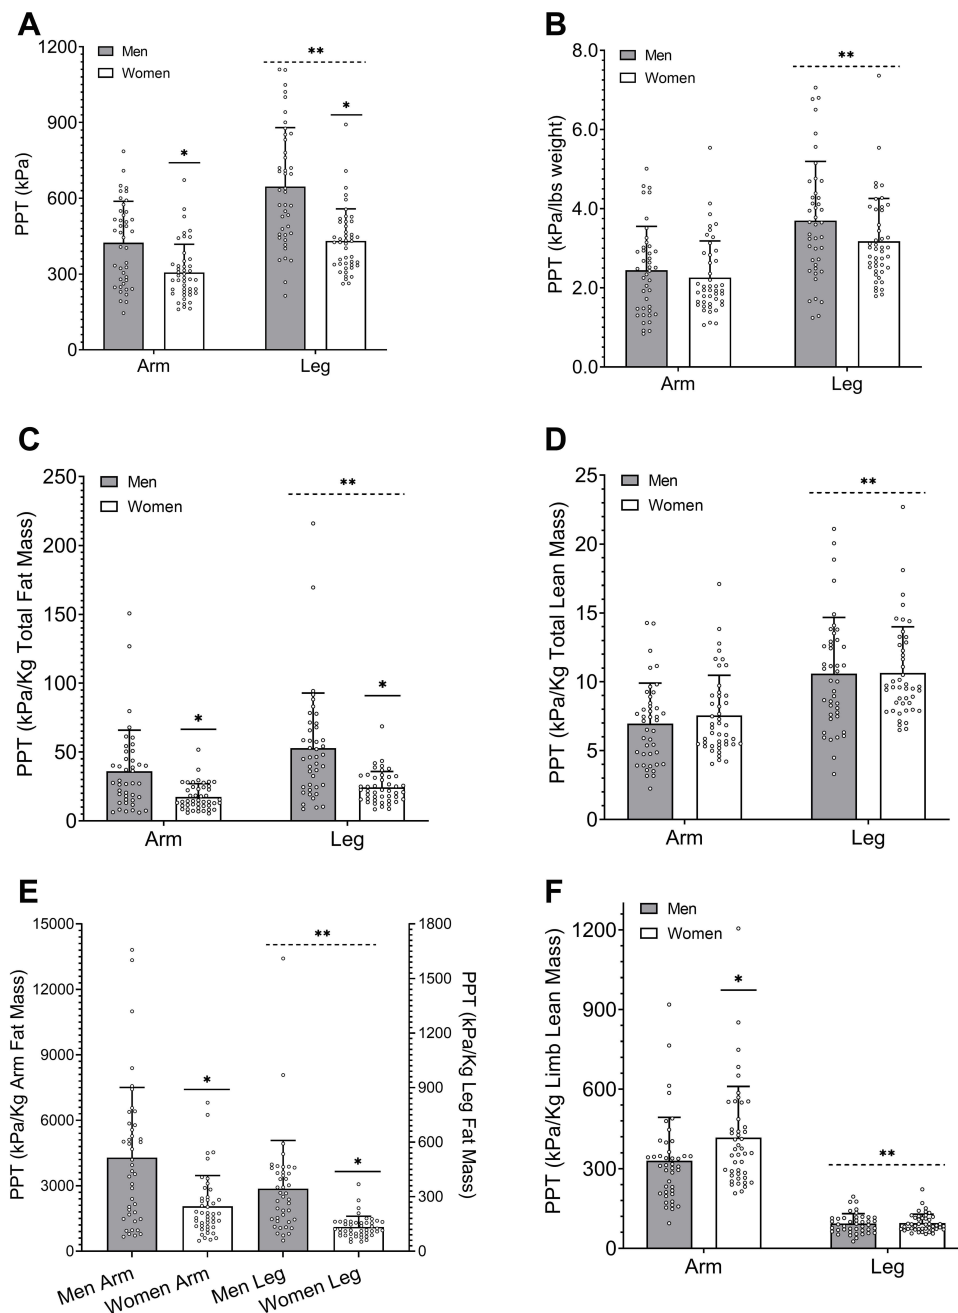 A
PPT (kPa)
1200
900
600
300
0
Men
Women
*
**
*
Arm
Leg
B
PPT (kPa/lbs weight)
8.0
6.0
4.0
2.0
0.0
Men
Women
**
Arm
Leg
C
PPT (kPa/Kg Total Fat Mass)
250
200
150
100
50
0
Men
Women
*
**
*
Arm
Leg
D
PPT (kPa/Kg Total Lean Mass)
25
20
15
10
5
0
Men
Women
**
Arm
Leg
E
PPT (kPa/Kg Arm Fat Mass)
15000
12000
9000
6000
3000
0
*
**
*
1800
1500
1200
900
600
300
0
PPT (kPa/Kg Leg Fat Mass)
Men Arm
Women Arm
Men Leg
Women Leg
F
PPT (kPa/Kg Limb Lean Mass)
1200
900
600
300
0
Men
Women
*
**
Arm
Leg